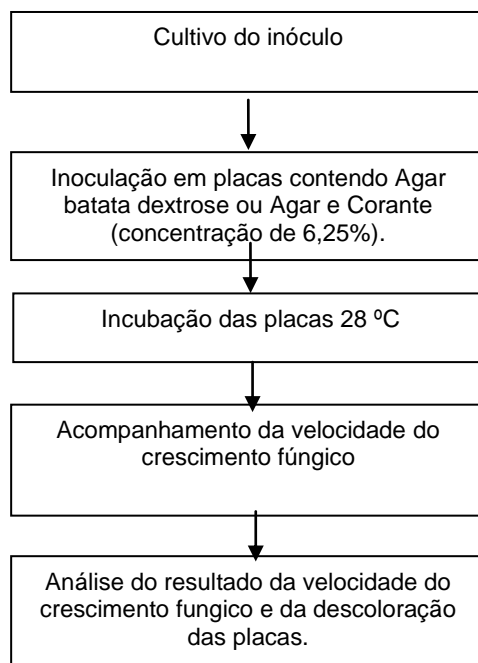 Cultivo do inóculo
Inoculação em placas contendo Agar
batata dextrose ou Agar e Corante
(concentração de 6,25%).
Incubação das placas 28 ºC
Acompanhamento da velocidade do
crescimento fúngico
Análise do resultado da velocidade do
crescimento fungico e da descoloração
das placas.